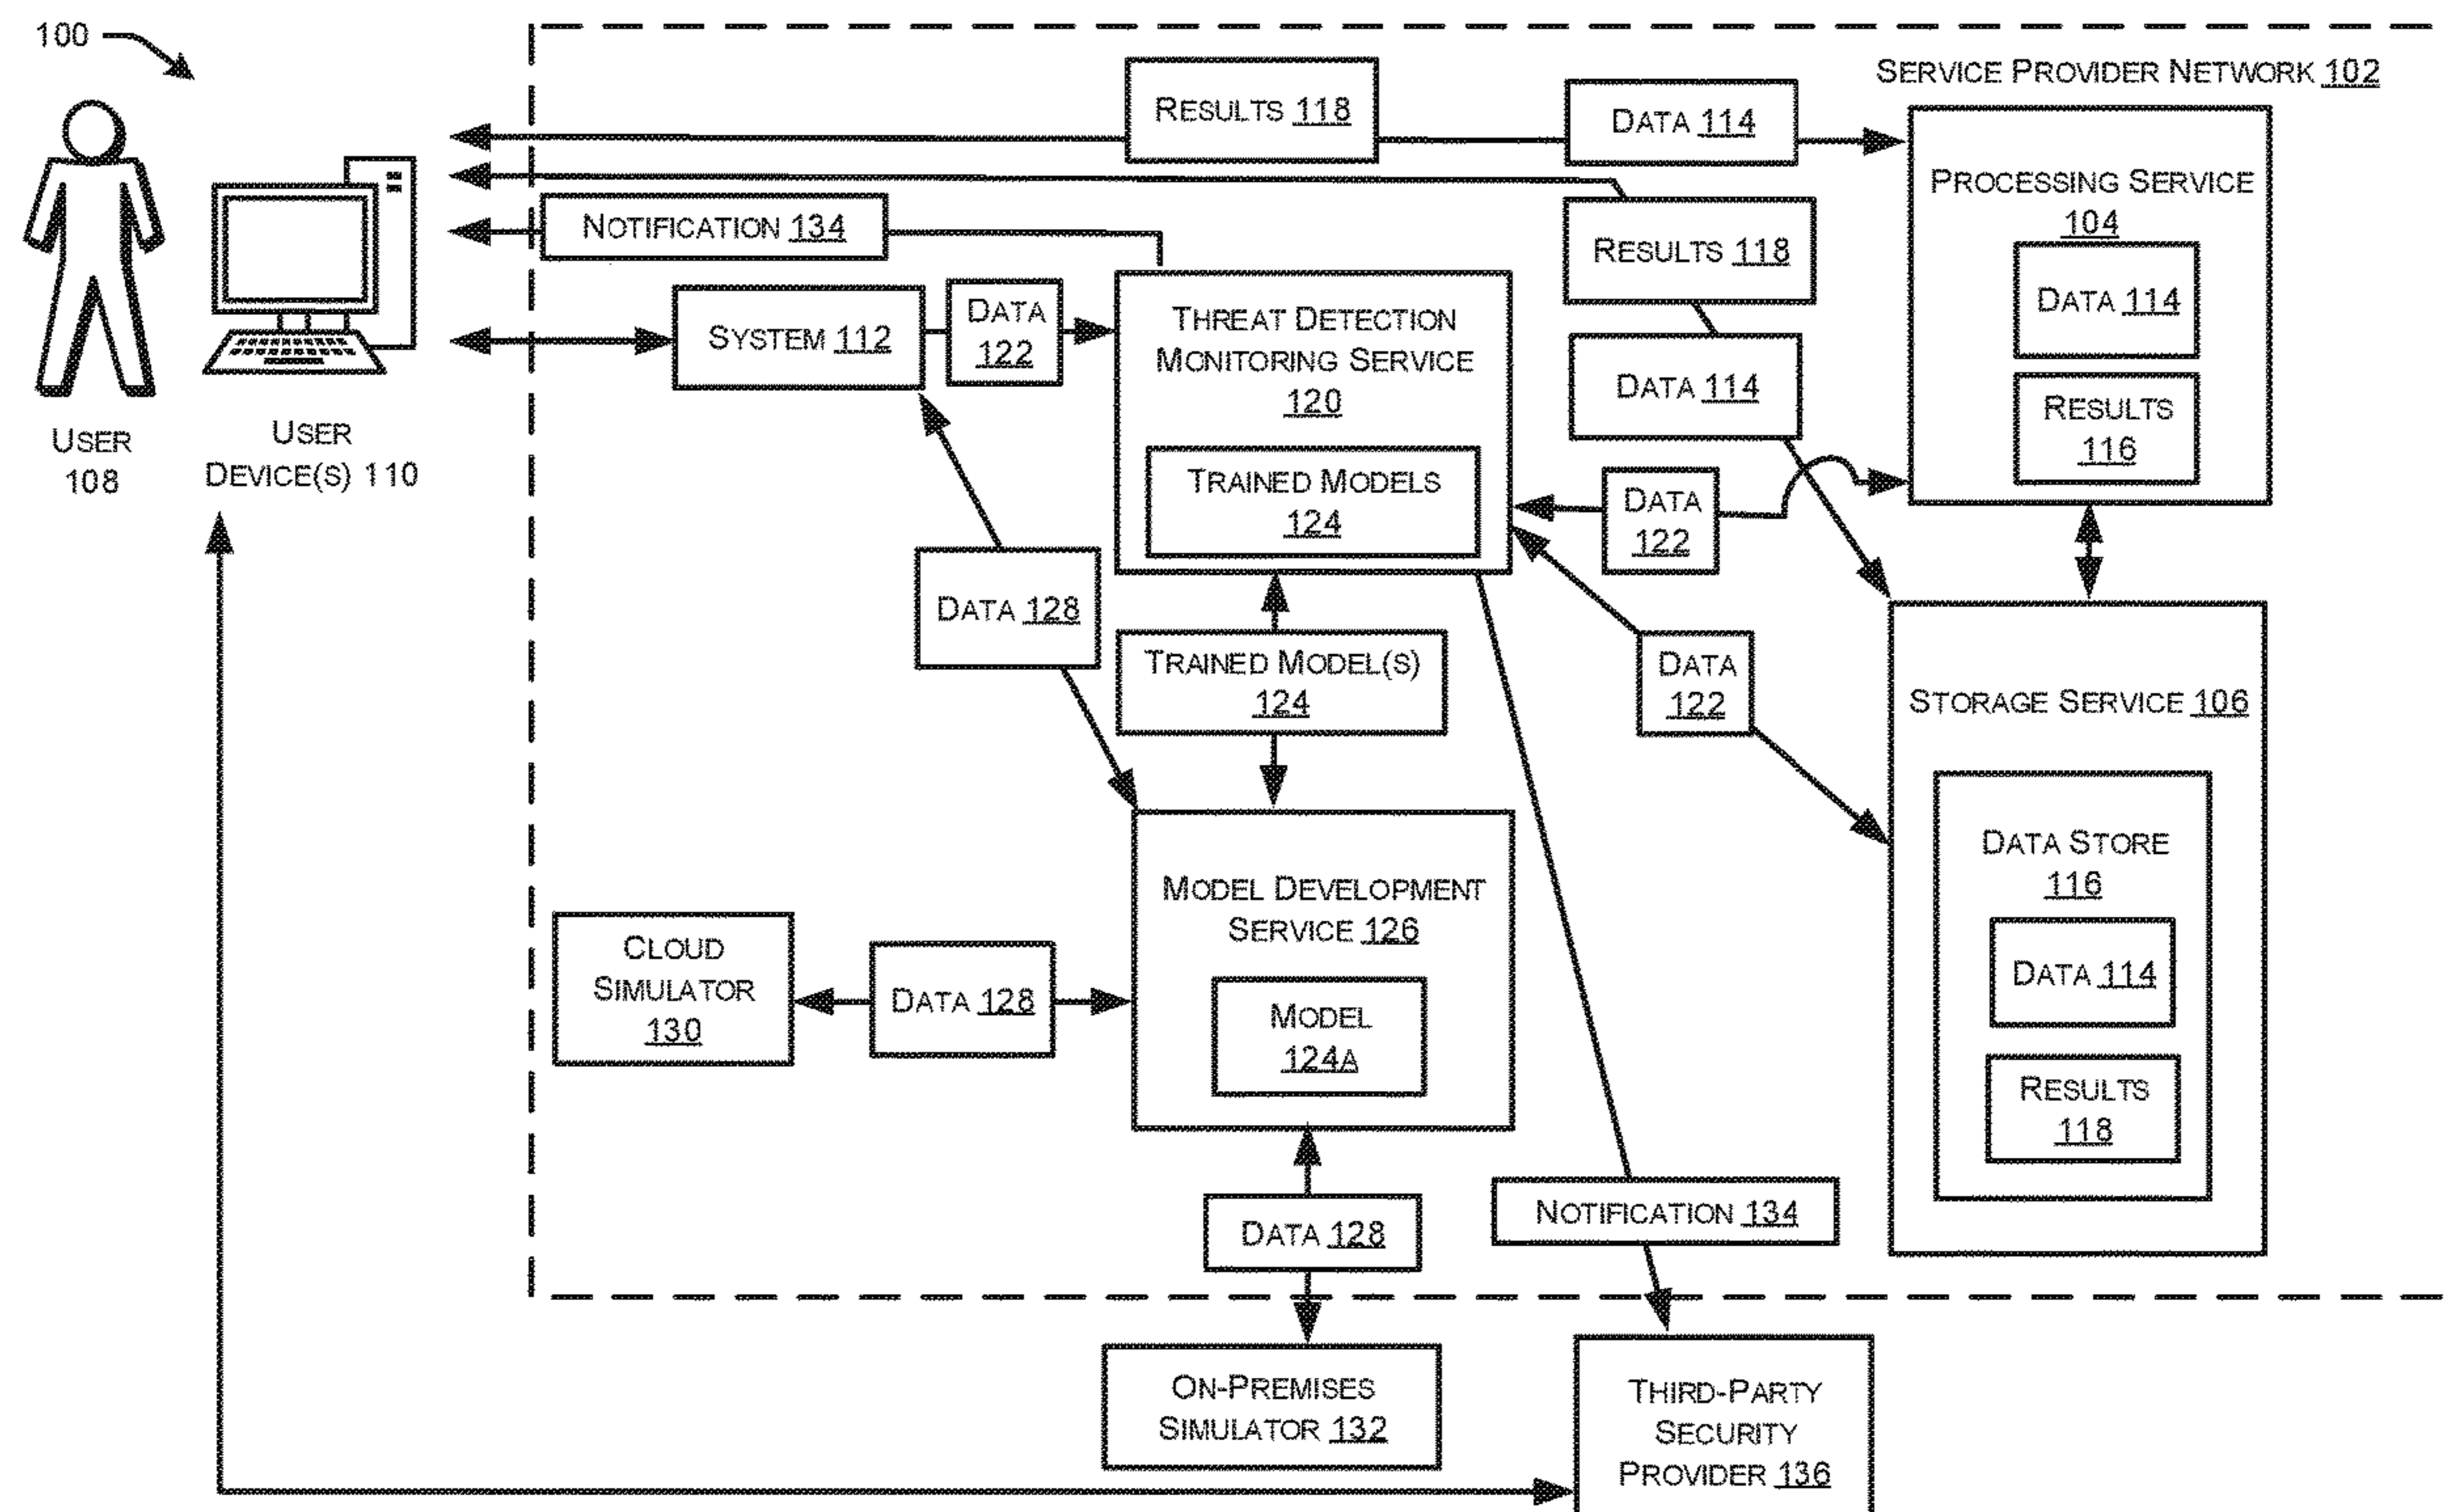 100
SERVICE PROVIDER NETWORK 102
RESULTS 118
DATA 114
PROCESSING SERVICE
104
DATA 114
RESULTS
116
NOTIFICATION 134
RESULTS 118
DATA 114
SYSTEM 112
DATA
122
THREAT DETECTION
MONITORING SERVICE
120
TRAINED MODELS
124
USER
108
USER
DEVICE(S) 110
DATA
122
DATA 128
TRAINED MODEL(S)
124
DATA
122
STORAGE SERVICE 106
DATA STORE
116
DATA 114
RESULTS
118
MODEL DEVELOPMENT
SERVICE 126
MODEL
124A
CLOUD
SIMULATOR
130
DATA 128
DATA 128
NOTIFICATION 134
ON-PREMISES
SIMULATOR 132
THIRD-PARTY
SECURITY
PROVIDER 136